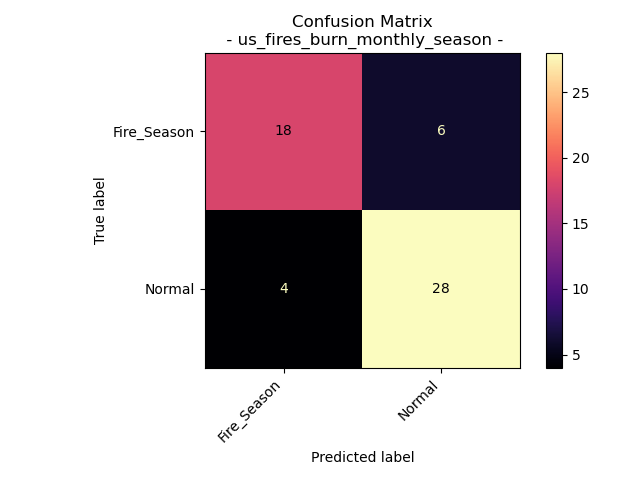 Confusion Matrix
- us_fires_burn_monthly_season -
True label
Fire_Season
18
6
Normal
4
28
Fire_Season
Normal
Predicted label
25
20
15
10
5